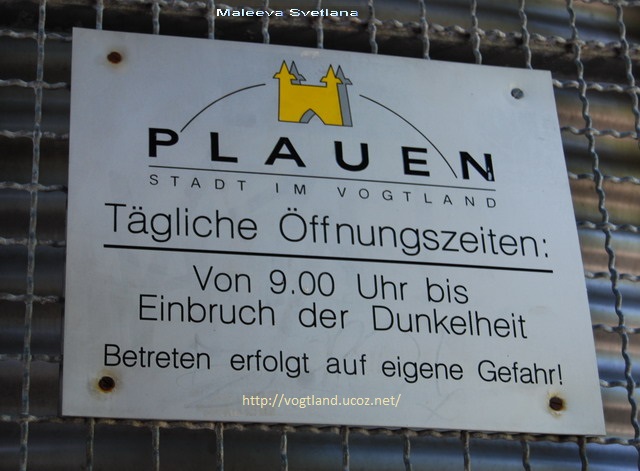 Maleeva Svetlana
PLAUEN
STADT IM VOGTLAND
Tägliche Öffnungszeiten:
Von 9.00 Uhr bis
Einbruch der Dunkelheit
Betreten erfolgt auf eigene Gefahr!
http://vogtland.ucoz.net/